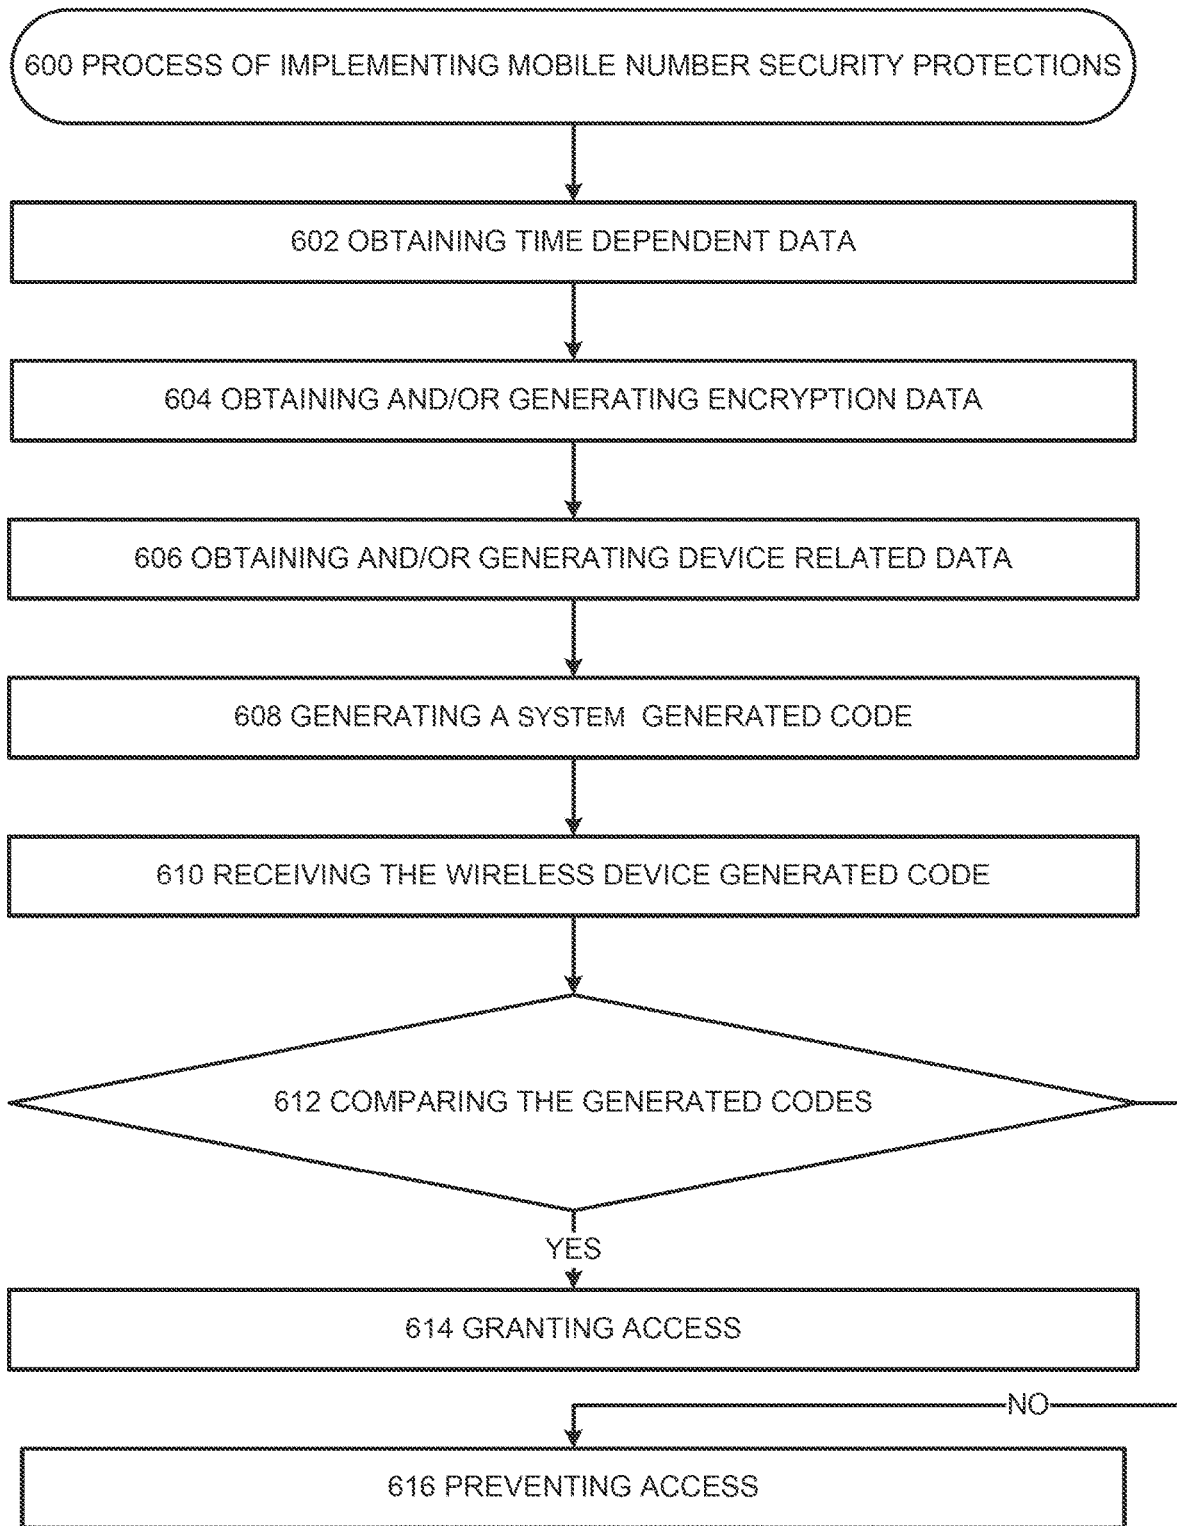 600 PROCESS OF IMPLEMENTING MOBILE NUMBER SECURITY PROTECTIONS
602 OBTAINING TIME DEPENDENT DATA
604 OBTAINING AND/OR GENERATING ENCRYPTION DATA
606 OBTAINING AND/OR GENERATING DEVICE RELATED DATA
608 GENERATING A SYSTEM GENERATED CODE
610 RECEIVING THE WIRELESS DEVICE GENERATED CODE
612 COMPARING THE GENERATED CODES
YES
614 GRANTING ACCESS
NO
616 PREVENTING ACCESS